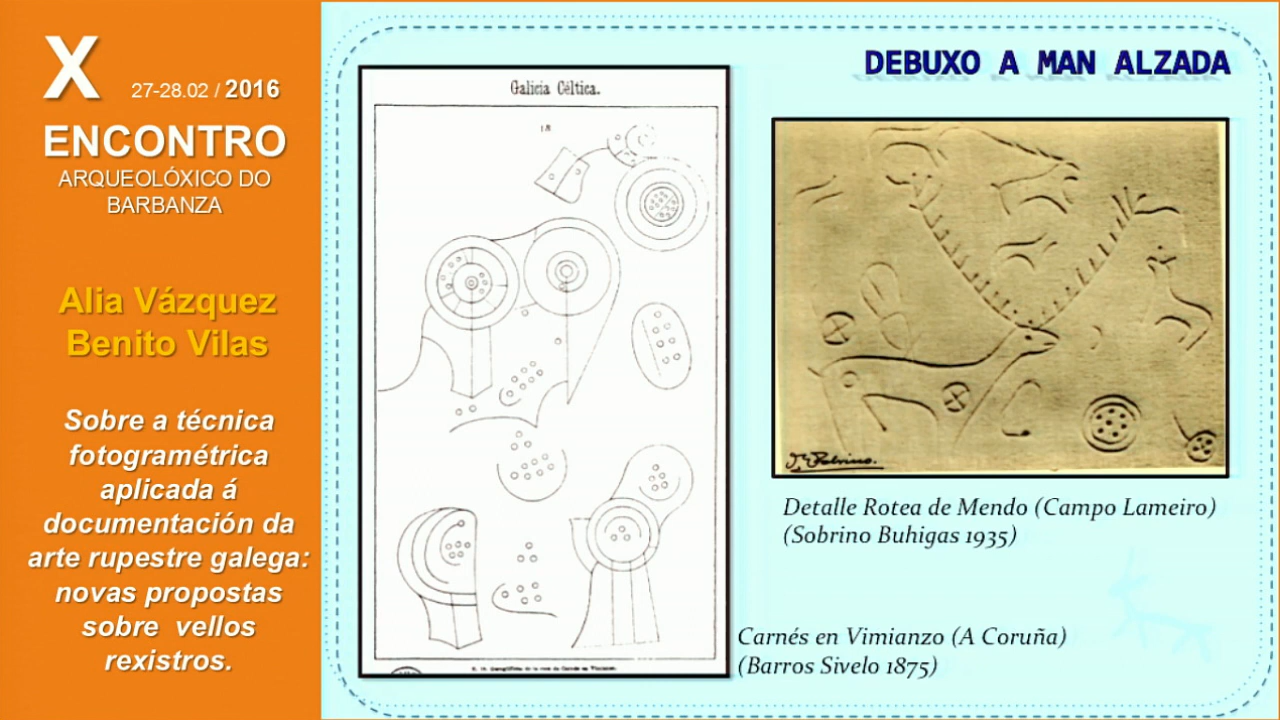 X
27-28.02 / 2016
ENCONTRO
ARQUEOLÓXICO DO
BARBANZA
Alia Vázquez
Benito Vilas
Sobre a técnica
fotogramétrica
aplicada á
documentación da
arte rupestre galega:
novas propostas
sobre vellos
rexistros.
DEBUXO A MAN ALZADA
Galicia Céltica.
18
Detalle Rotea de Mendo (Campo Lameiro)
(Sobrino Buhigas 1935)
Carnés en Vimianzo (A Coruña)
(Barros Sivelo 1875)